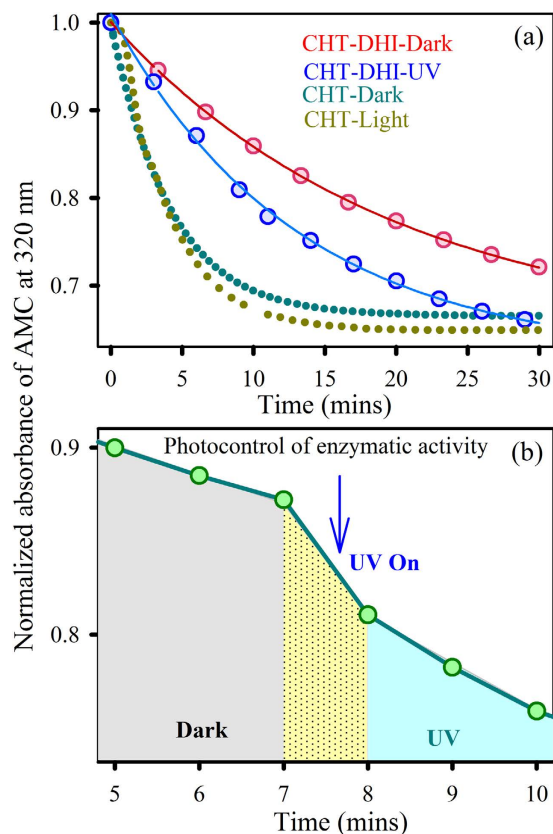 Normalized absorbance of AMC at 320 nm
1.0
0.9
0.8
0.7
(a)
CHT-DHI-Dark
CHT-DHI-UV
CHT-Dark
CHT-Light
0 5 10 15 20 25 30
Time (mins)
Photocontrol of enzymatic activity
(b)
0.9
0.8
UV On
Dark
UV
5 6 7 8 9 10
Time (mins)